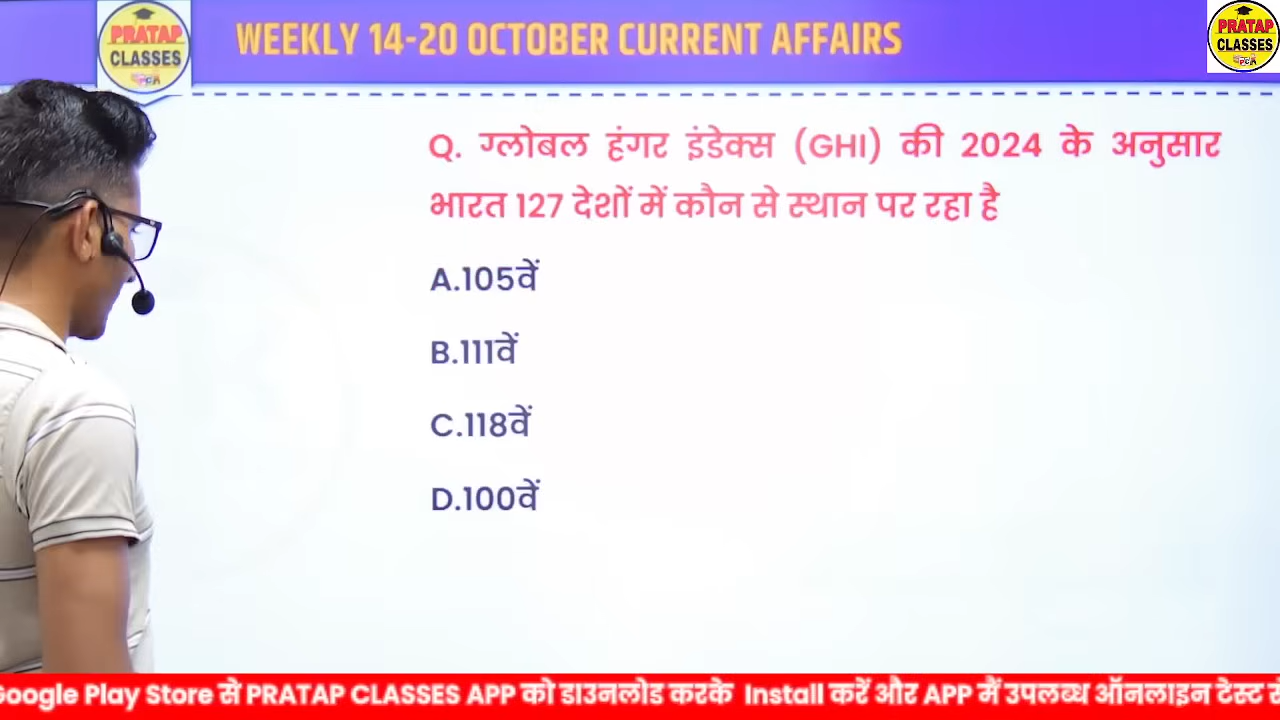 PRATAP
CLASSES
WEEKLY 14-20 OCTOBER CURRENT AFFAIRS
PRATAP
CLASSES
Q. ग्लोबल हंगर इंडेक्स (GHI) की 2024 के अनुसार
भारत 127 देशों में कौन से स्थान पर रहा है
A.105वें
B.111वें
C.118वें
D.100वें
Google Play Store से PRATAP CLASSES APP को डाउनलोड करके Install करें और APP में उपलब्ध ऑनलाइन टेस्ट